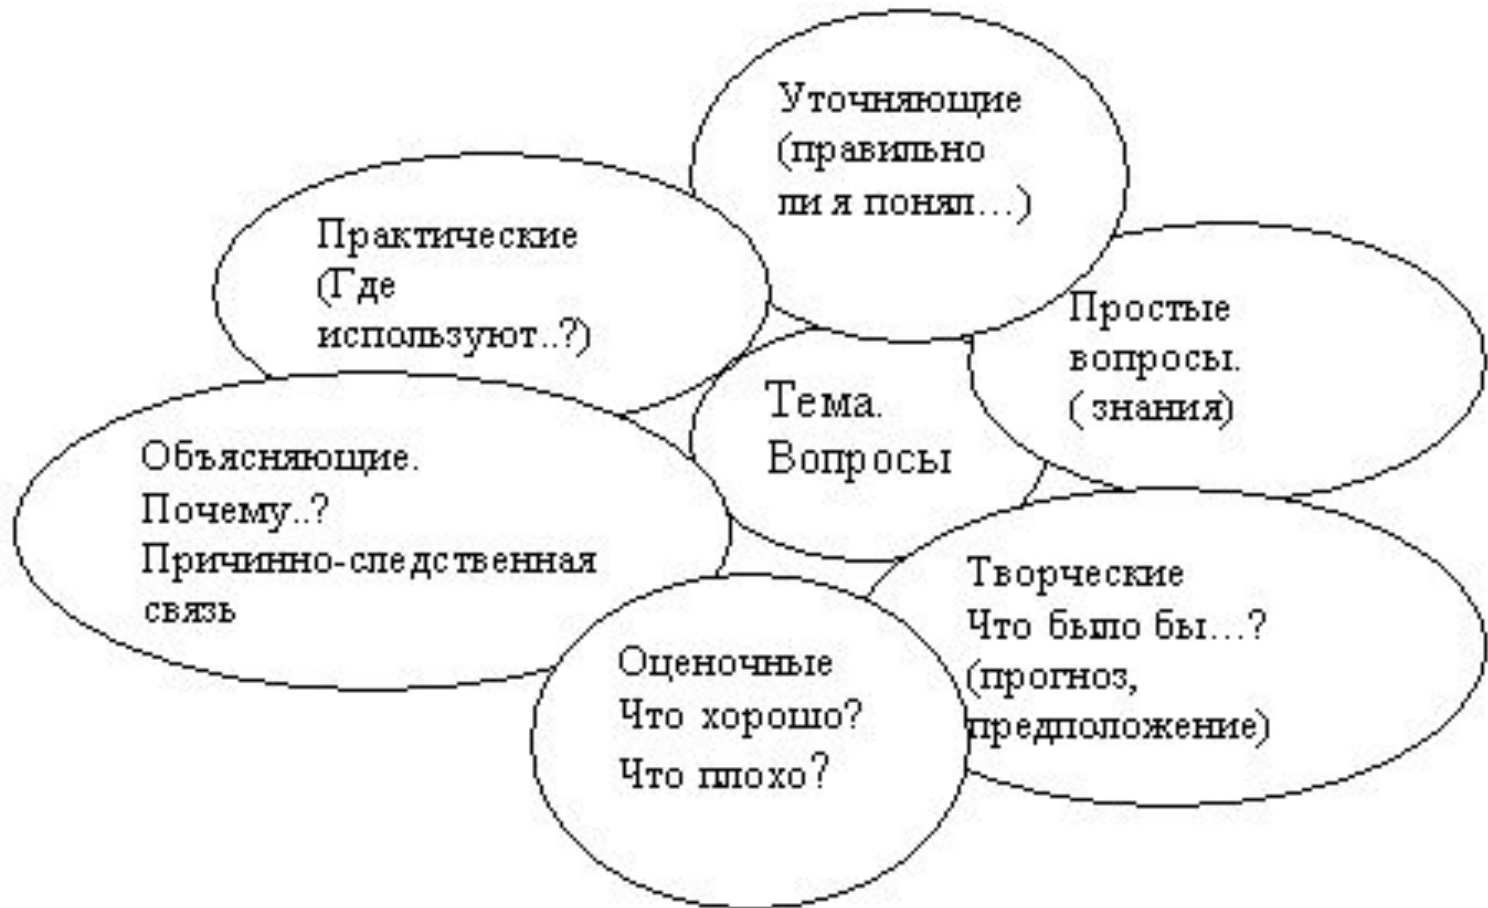 Уточняющие
(правильно
ли я понял...)
Практические
(Где
используют..?)
Простые
вопросы.
( знания)
Тема.
Вопросы
Объясняющие.
Почему..?
Причинно-следственная
связь
Творческие
Что было бы...?
(прогноз,
предположение)
Оценочные
Что хорошо?
Что плохо?